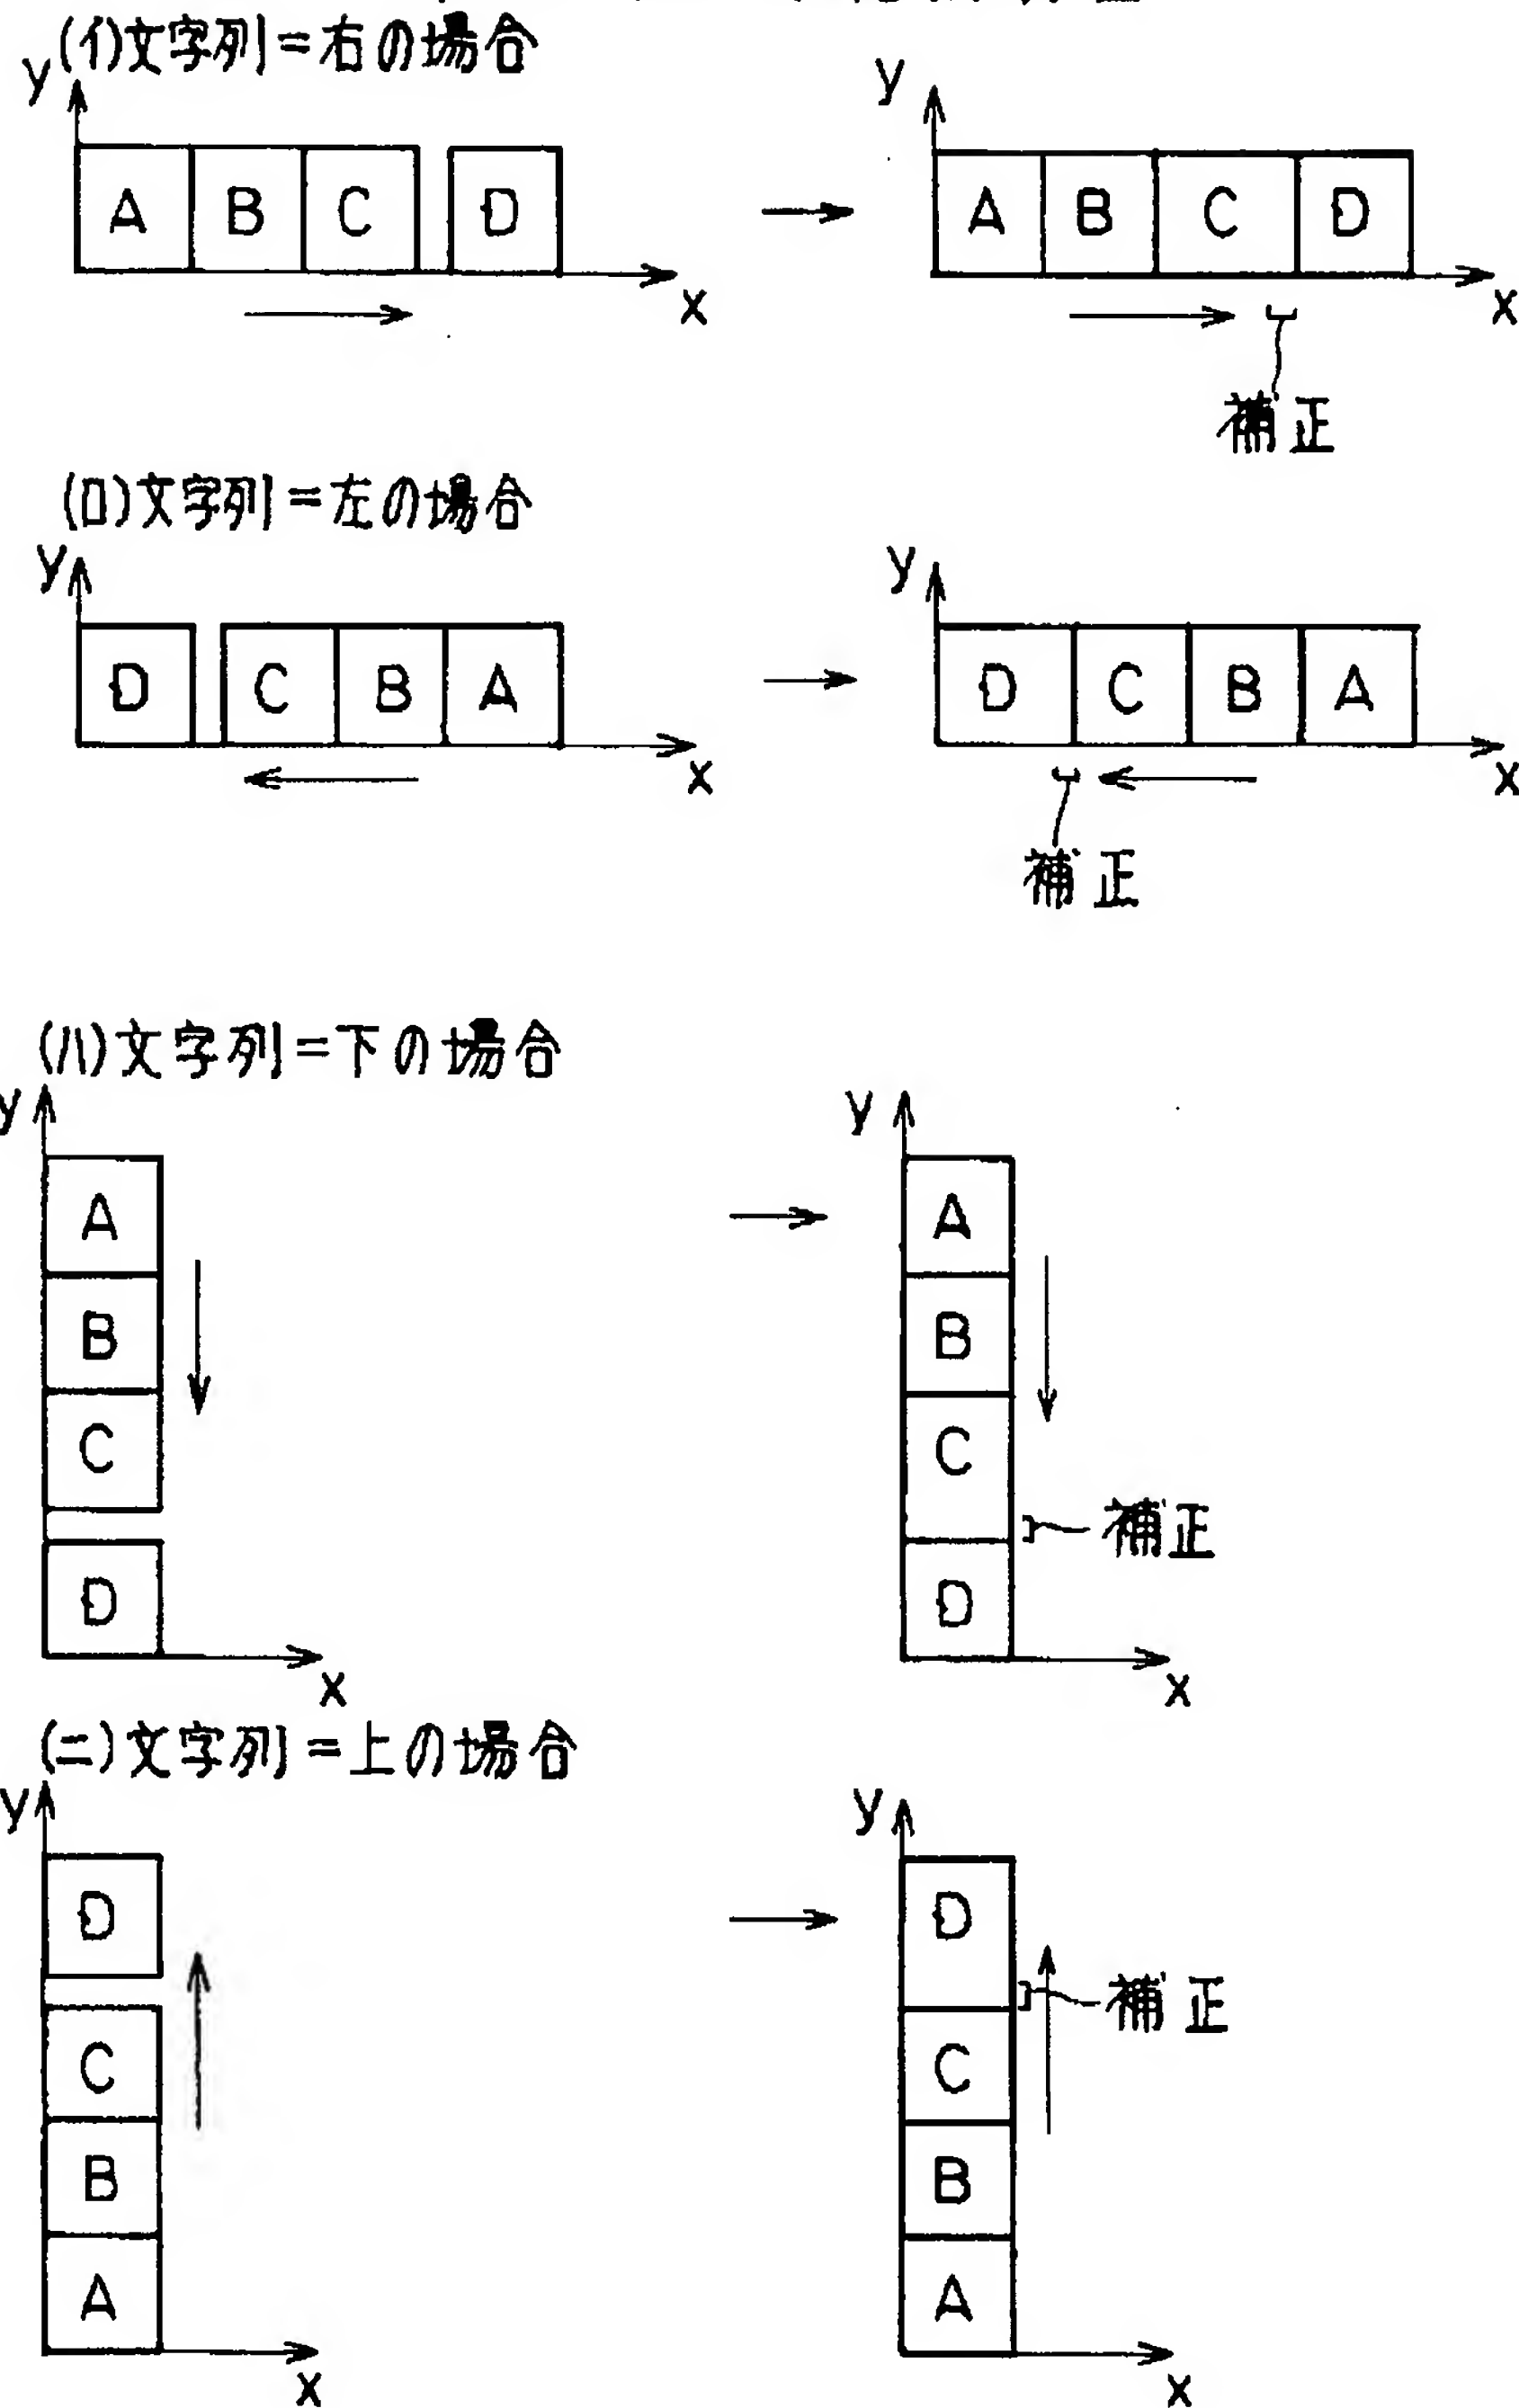 (イ)文字列=右の場合
y y
A B C D → A B C D
x x
補正
(ロ)文字列=左の場合
y y
D C B A → D C B A
x x
補正
(ハ)文字列=下の場合
y y
A → A
B B
C C
補正
D D
x x
(ニ)文字列=上の場合
y y
D → D
補正
C C
B B
A A
x x